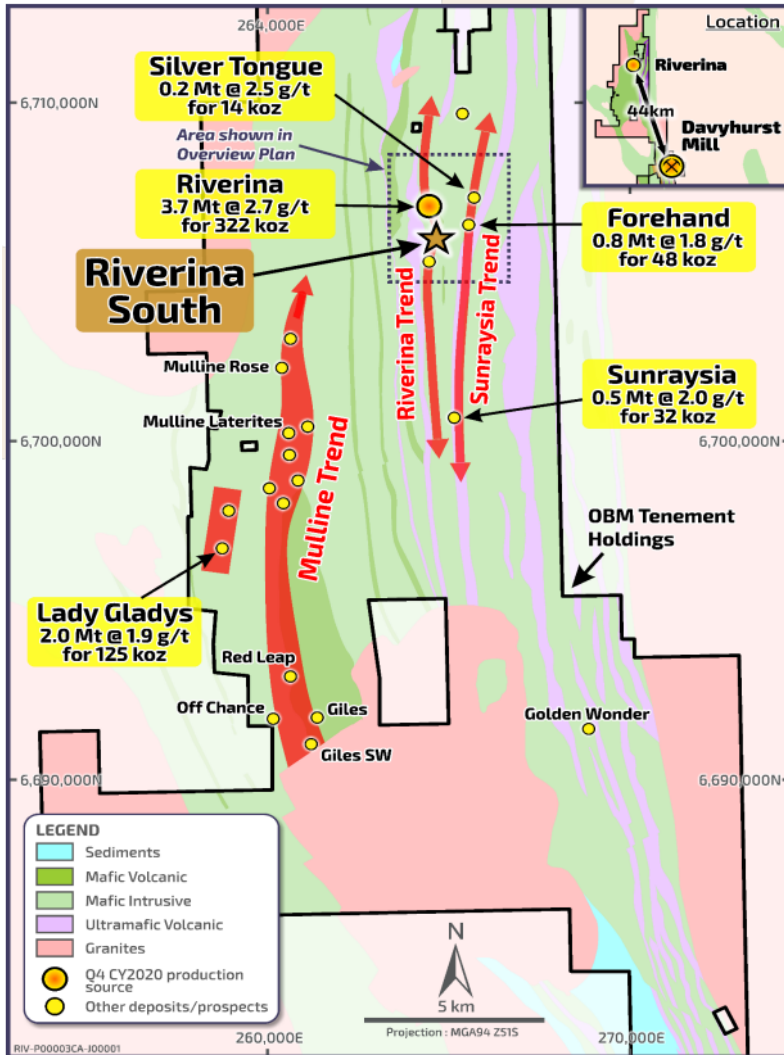 264,000E
Location
Riverina
44km
Davyhurst
Mill
Silver Tongue
0.2 Mt @ 2.5 g/t
for 14 koz
6,710,000N
Area shown in
Overview Plan
Riverina
3.7 Mt @ 2.7 g/t
for 322 koz
Forehand
0.8 Mt @ 1.8 g/t
for 48 koz
Riverina
South
Riverina Trend
Sunraysia Trend
Mulline Rose
Sunraysia
0.5 Mt @ 2.0 g/t
for 32 koz
Mulline Laterites
6,700,000N
6,700,000N
Mulline Trend
OBM Tenement
Holdings
Lady Gladys
2.0 Mt @ 1.9 g/t
for 125 koz
Red Leap
Off Chance
Giles
Golden Wonder
Giles SW
6,690,000N
6,690,000N
LEGEND
Sediments
Mafic Volcanic
Mafic Intrusive
Ultramafic Volcanic
Granites
Q4 CY2020 production
source
Other deposits/prospects
N
5 km
Projection : MGA94 Z51S
RIV-P00003CA-J00001
260,000E
270,000E